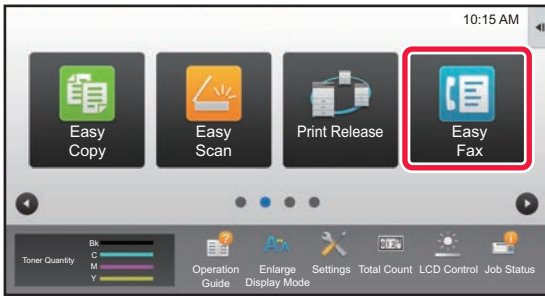 10:15 AM
Easy
Copy
Easy
Scan
Print Release
Easy
Fax
Toner Quantity
Bk
C
M
Y
Operation
Guide
Enlarge
Display Mode
Settings
Total Count
LCD Control
Job Status